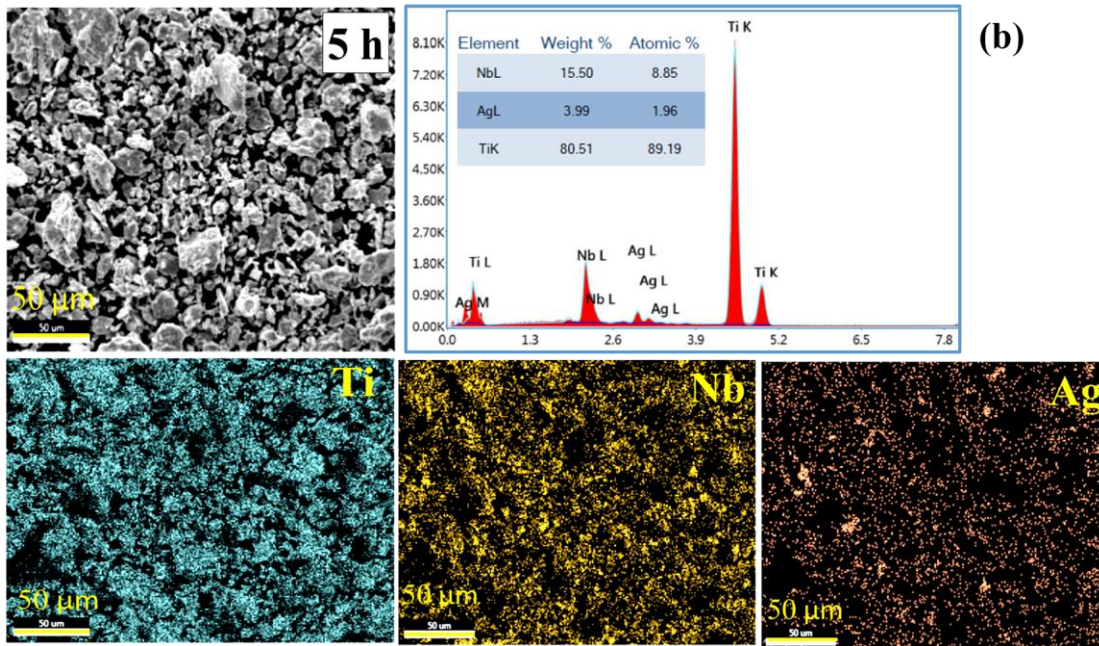 5 h
50 µm
50 um
(b)
Element Weight % Atomic %
NbL 15.50 8.85
AgL 3.99 1.96
TiK 80.51 89.19
8.10K
7.20K
6.30K
5.40K
4.50K
3.60K
2.70K
1.80K
0.90K
0.00K
Ti K
Ti L
Ag M
Nb L
Nb L
Ag L
Ag L
Ag L
Ti K
0.0 1.3 2.6 3.9 5.2 6.5 7.8
Ti
50 µm
50 um
Nb
50 µm
50 um
Ag
50 µm
50 um